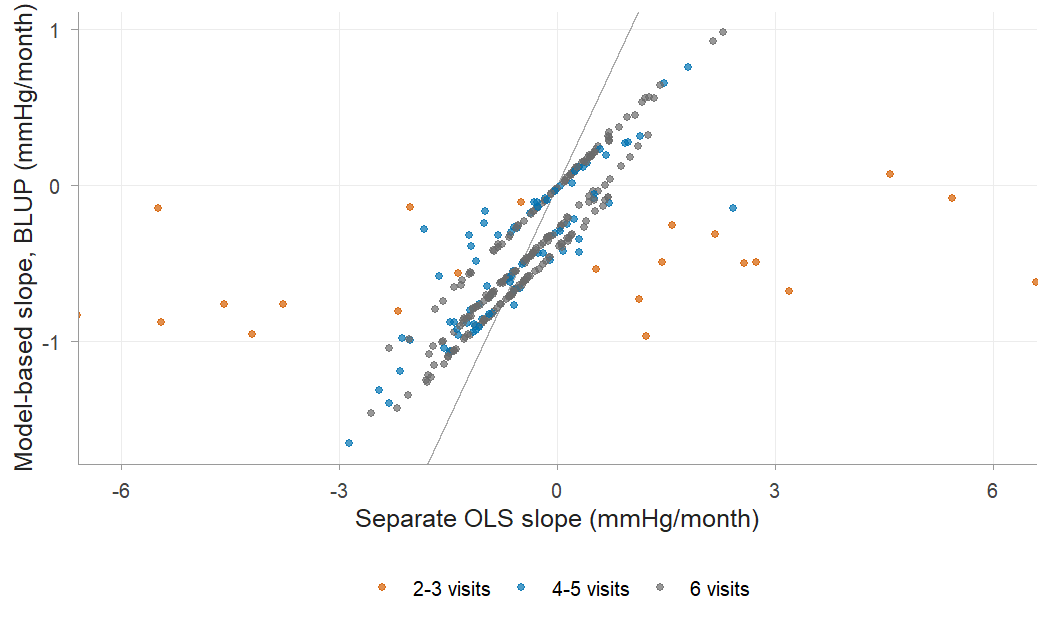 Model-based slope, BLUP (mmHg/month)
1
0
-1
-6
-3
0
3
6
Separate OLS slope (mmHg/month)
2-3 visits
4-5 visits
6 visits